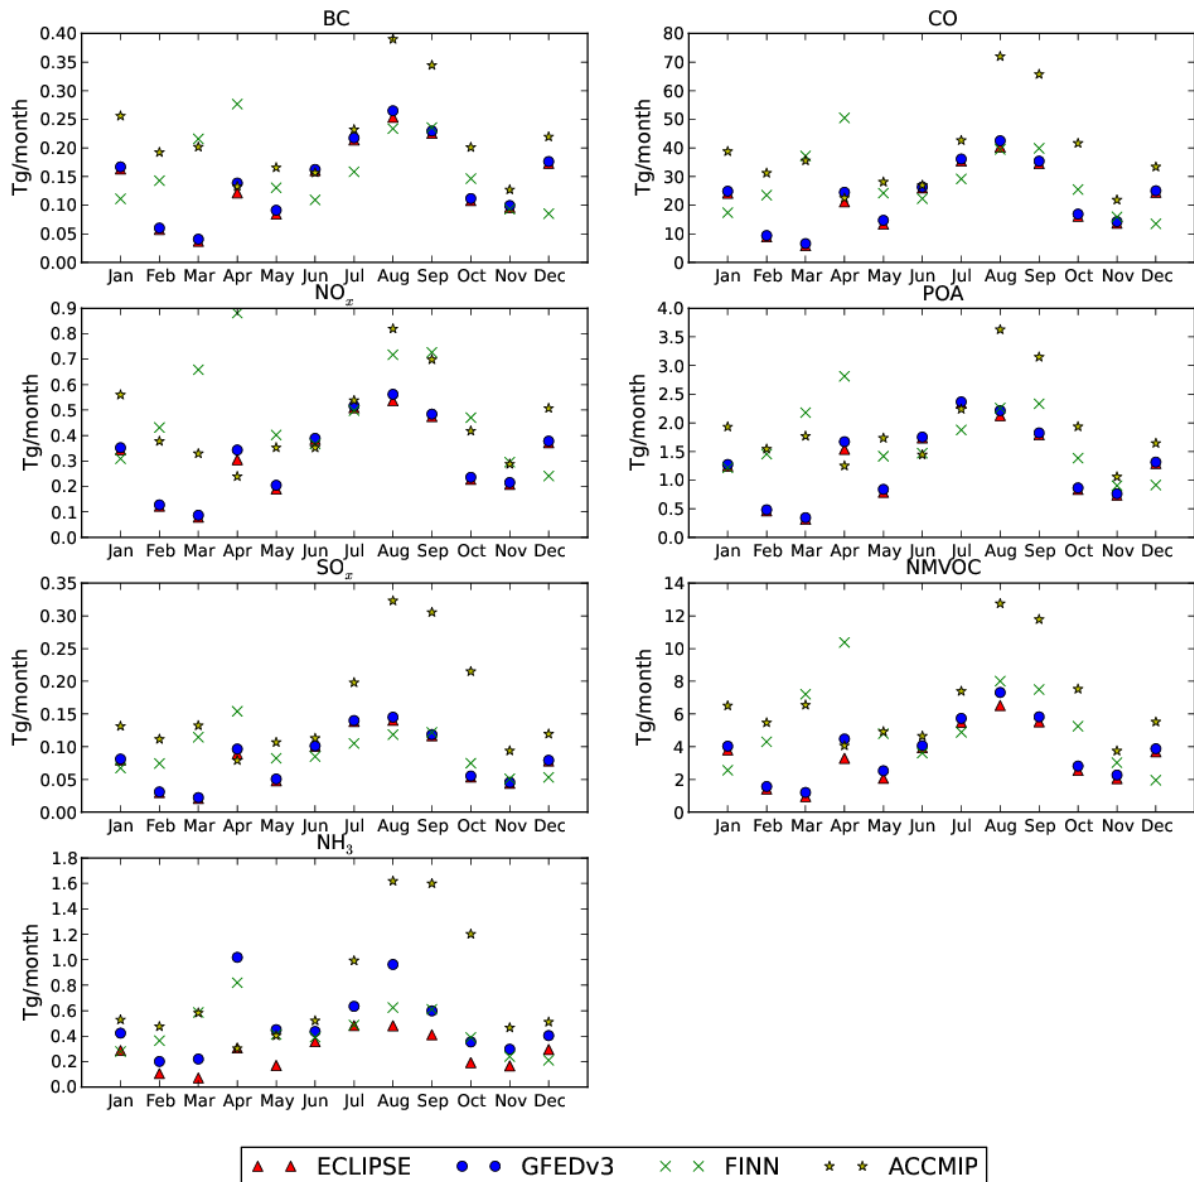 BC
Tg/month
0.40
0.35
0.30
0.25
0.20
0.15
0.10
0.05
0.00
Jan Feb Mar Apr May Jun Jul Aug Sep Oct Nov Dec
CO
Tg/month
80
70
60
50
40
30
20
10
0
Jan Feb Mar Apr May Jun Jul Aug Sep Oct Nov Dec
NOₓ
Tg/month
0.9
0.8
0.7
0.6
0.5
0.4
0.3
0.2
0.1
0.0
Jan Feb Mar Apr May Jun Jul Aug Sep Oct Nov Dec
POA
Tg/month
4.0
3.5
3.0
2.5
2.0
1.5
1.0
0.5
0.0
Jan Feb Mar Apr May Jun Jul Aug Sep Oct Nov Dec
SOₓ
Tg/month
0.35
0.30
0.25
0.20
0.15
0.10
0.05
0.00
Jan Feb Mar Apr May Jun Jul Aug Sep Oct Nov Dec
NMVOC
Tg/month
14
12
10
8
6
4
2
0
Jan Feb Mar Apr May Jun Jul Aug Sep Oct Nov Dec
NH₃
Tg/month
1.8
1.6
1.4
1.2
1.0
0.8
0.6
0.4
0.2
0.0
Jan Feb Mar Apr May Jun Jul Aug Sep Oct Nov Dec
ECLIPSE GFEDv3 FINN ACCMIP